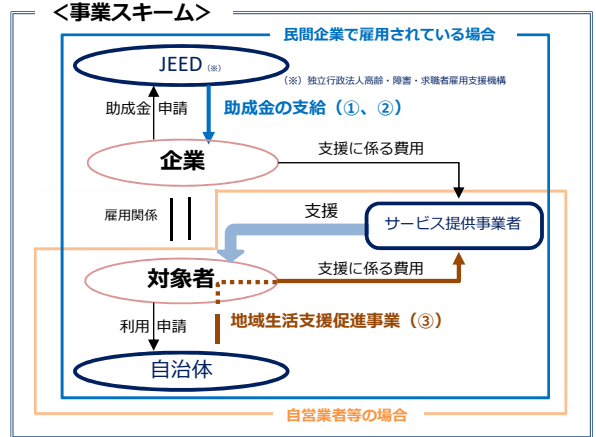 ＜事業スキーム＞
民間企業で雇用されている場合
JEED（※）
（※）独立行政法人高齢・障害・求職者雇用支援機構
助成金 申請
助成金の支給（①、②）
企業
支援に係る費用
雇用関係
支援
サービス提供事業者
対象者
支援に係る費用
利用 申請
地域生活支援促進事業（③）
自治体
自営業者等の場合